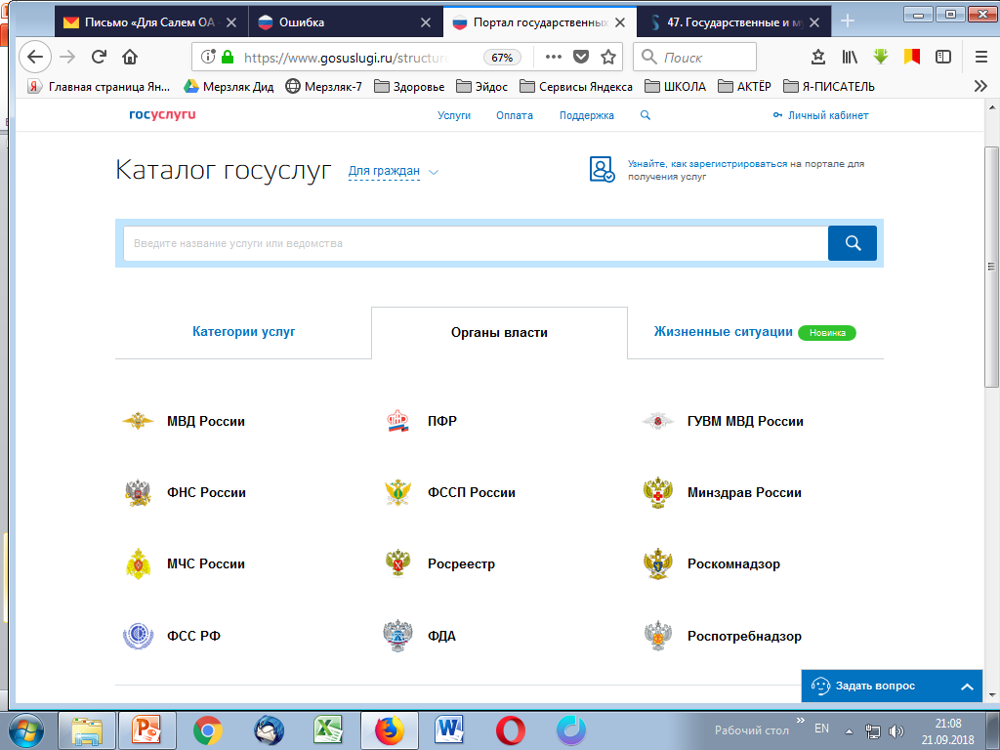 Письмо «Для Салем ОА
Ошибка
Портал государственных
47. Государственные и м
https://www.gosuslugi.ru/structure
67%
Поиск
Главная страница Ян...
Мерзляк Дид
Мерзляк-7
Здоровье
Эйдос
Сервисы Яндекса
ШКОЛА
АКТЁР
Я-ПИСАТЕЛЬ
госуслуги
Услуги
Оплата
Поддержка
Личный кабинет
Каталог госуслуг
Для граждан
Узнайте, как зарегистрироваться на портале для
получения услуг
Введите название услуги или ведомства
Категории услуг
Органы власти
Жизненные ситуации
Новинка
МВД России
ПФР
ГУВМ МВД России
ФНС России
ФССП России
Минздрав России
МЧС России
Росреестр
Роскомнадзор
ФСС РФ
ФДА
Роспотребнадзор
Задать вопрос
Рабочий стол
EN
21:08
21.09.2018